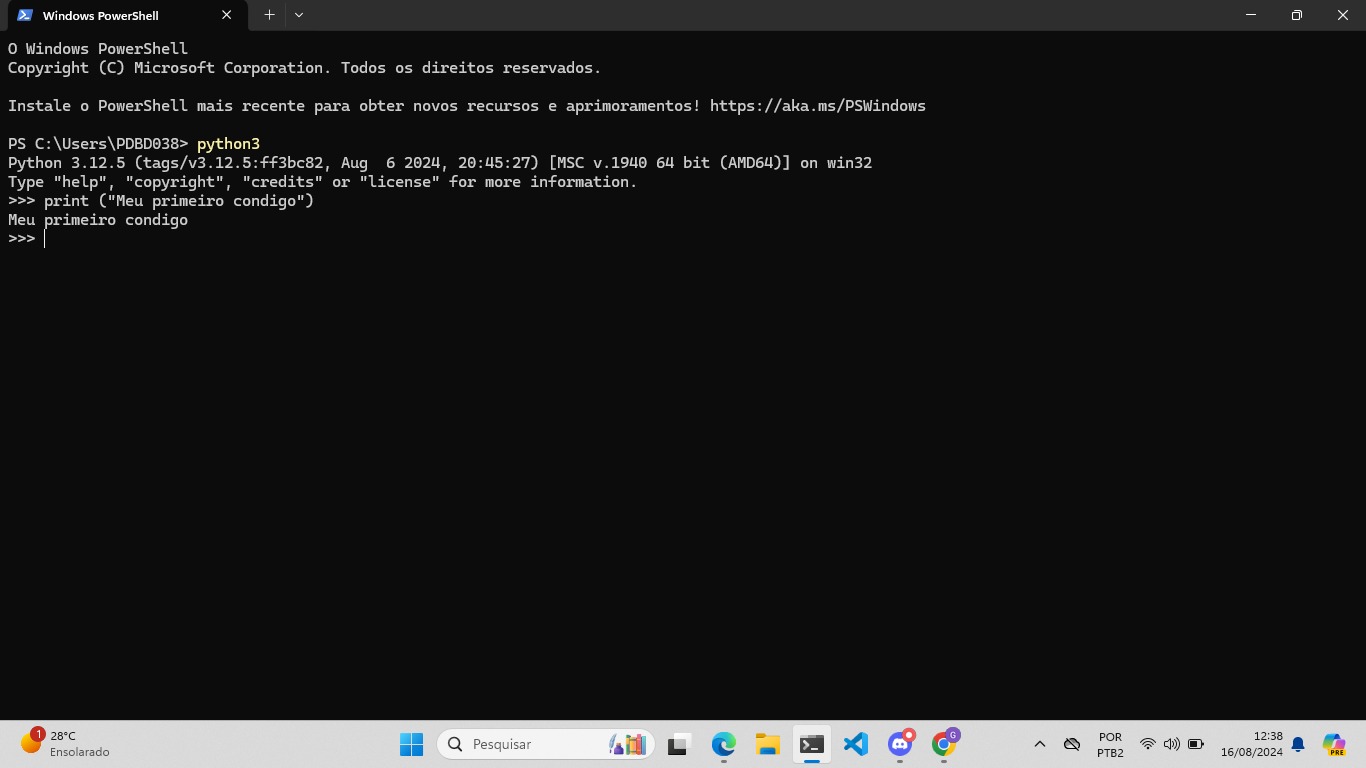 Windows PowerShell
O Windows PowerShell
Copyright (C) Microsoft Corporation. Todos os direitos reservados.
Instale o PowerShell mais recente para obter novos recursos e aprimoramentos! https://aka.ms/PSWindows
PS C:\Users\PDBD038> python3
Python 3.12.5 (tags/v3.12.5:ff3bc82, Aug  6 2024, 20:45:27) [MSC v.1940 64 bit (AMD64)] on win32
Type "help", "copyright", "credits" or "license" for more information.
>>> print ("Meu primeiro condigo")
Meu primeiro condigo
>>>
1
28°C
Ensolarado
Pesquisar
G
POR
PTB2
12:38
16/08/2024
PRE